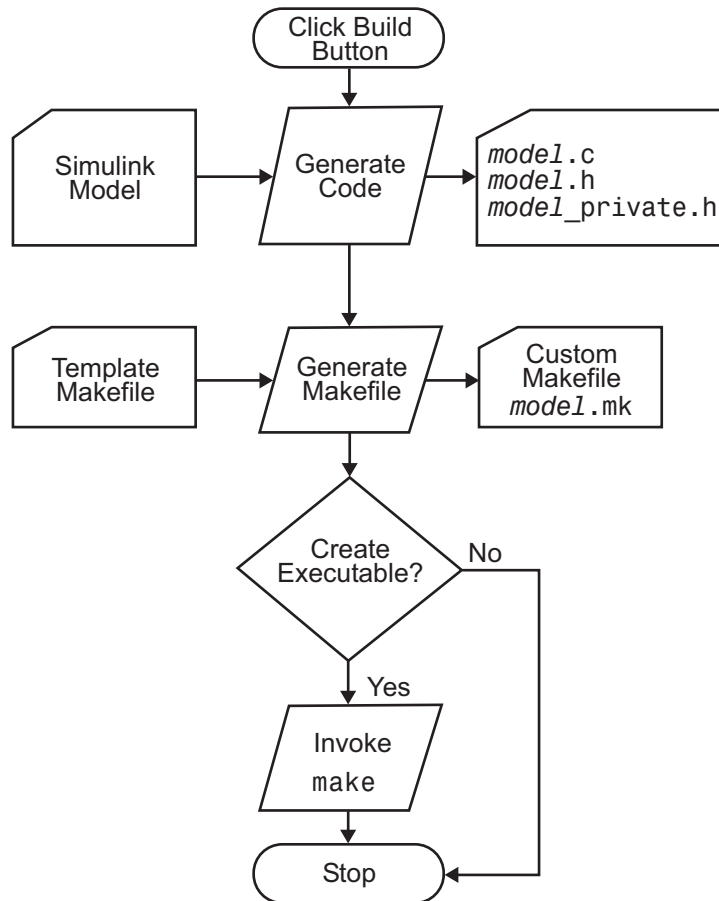 Click Build
Button
Simulink
Model
Generate
Code
model.c
model.h
model_private.h
Template
Makefile
Generate
Makefile
Custom
Makefile
model.mk
Create
Executable?
No
Yes
Invoke
make
Stop